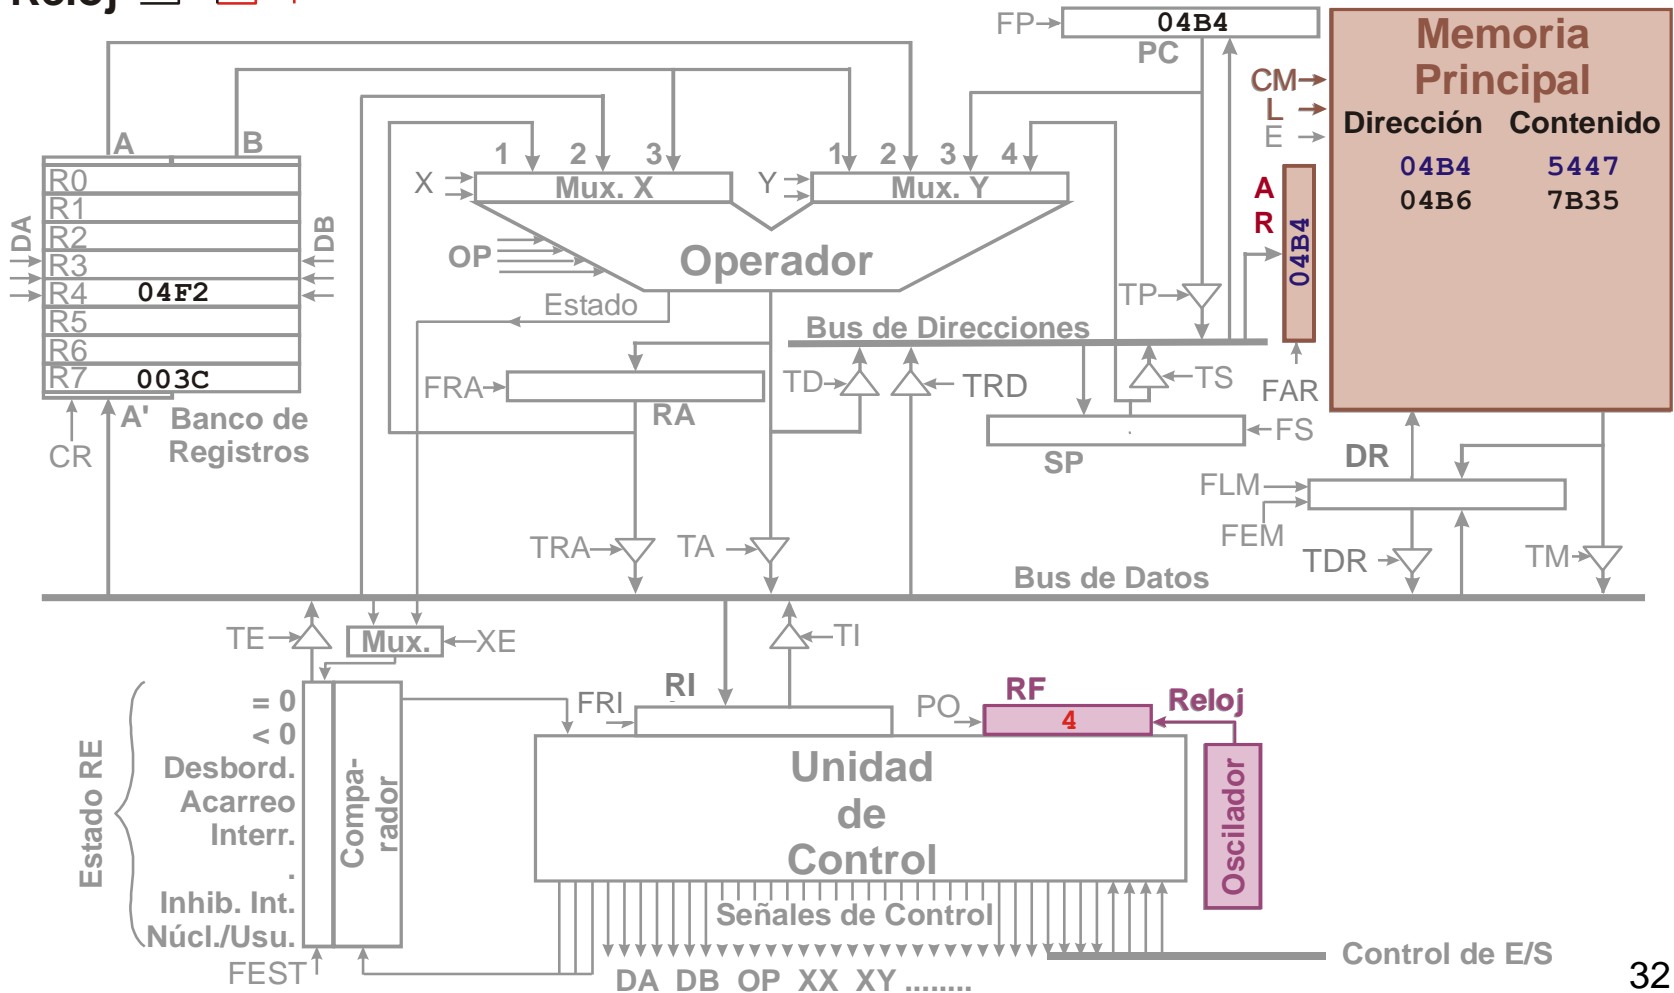 Reloj
FP
04B4
PC
Memoria
Principal
CM
L
E
Dirección Contenido
04B4 5447
04B6 7B35
A
R
04B4
FAR
A B
R0
R1
R2
R3
R4 04F2
R5
R6
R7 003C
DA
DB
A'
Banco de
Registros
CR
1 2 3
X
Mux. X
1 2 3 4
Y
Mux. Y
OP
Operador
Estado
TP
Bus de Direcciones
FRA
RA
TD
TRD
TS
FS
SP
DR
FLM
FEM
TRA
TA
TDR
TM
Bus de Datos
TE
Mux.
XE
TI
RI
FRI
PO
RF
4
Reloj
Oscilador
Unidad
de
Control
Estado RE
= 0
< 0
Desbord.
Acarreo
Interr.
.
Inhib. Int.
Núcl./Usu.
Compa-
rador
FEST
Señales de Control
DA DB OP XX XY ........
Control de E/S
32